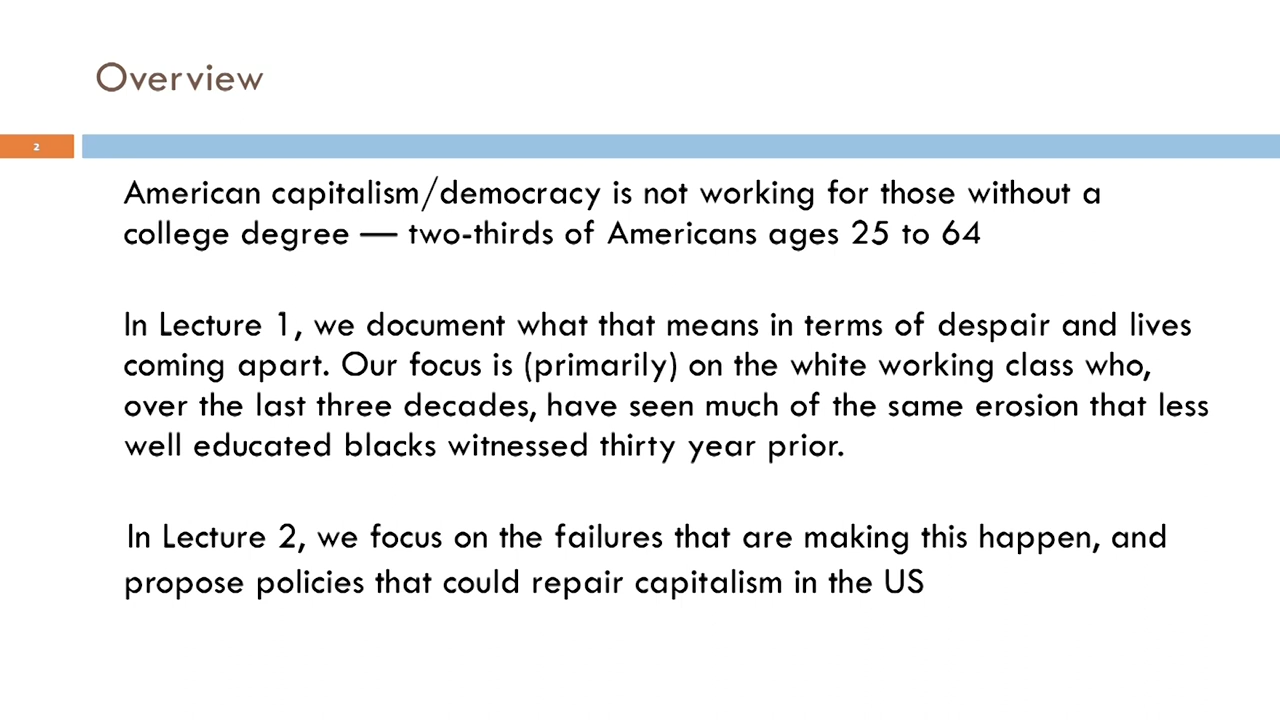 Overview
2
American capitalism/democracy is not working for those without a
college degree — two-thirds of Americans ages 25 to 64
In Lecture 1, we document what that means in terms of despair and lives
coming apart. Our focus is (primarily) on the white working class who,
over the last three decades, have seen much of the same erosion that less
well educated blacks witnessed thirty year prior.
In Lecture 2, we focus on the failures that are making this happen, and
propose policies that could repair capitalism in the US